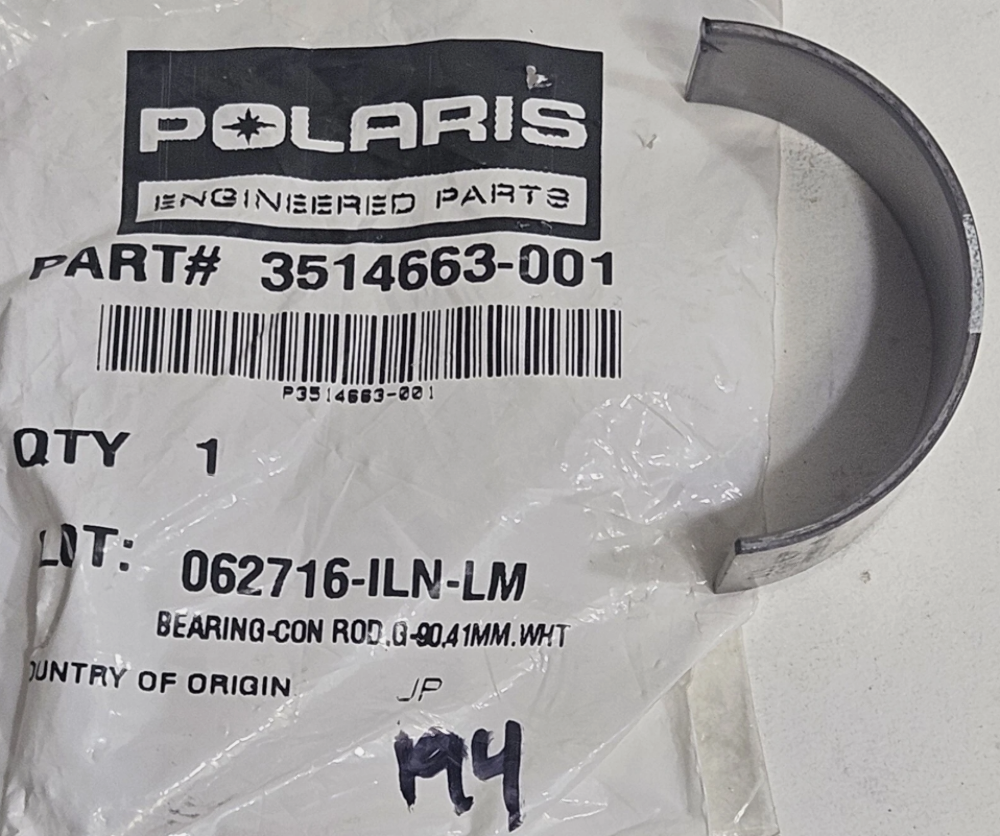 POLARIS
ENGINEERED PARTS
PART# 3514663-001
P3514663-001
QTY 1
LOT: 062716-ILN-LM
BEARING-CON ROD,G-90,41MM.WHT
OUNTRY OF ORIGIN JP
194